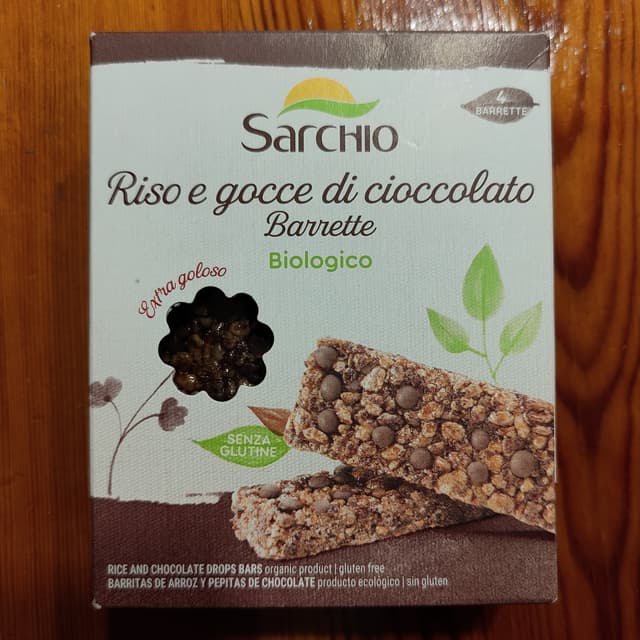 SarcHio
4
BARRETTE
Riso e gocce di cioccolato
Barrette
Biologico
Extra goloso
SENZA
GLUTINE
RICE AND CHOCOLATE DROPS BARS organic product | gluten free
BARRITAS DE ARROZ Y PEPITAS DE CHOCOLATE producto ecológico | sin gluten